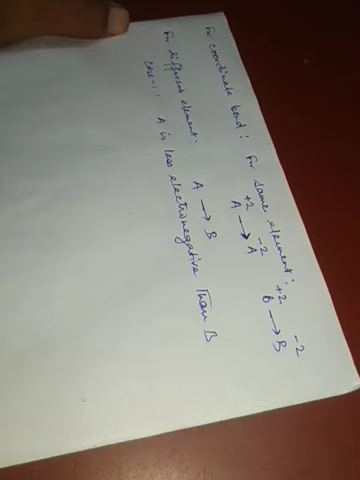 For coordinate bond : For same element :
+2 -2 +2 -2
A → A B → B
For different element : A → B
case-1 : A is less electronegative than B